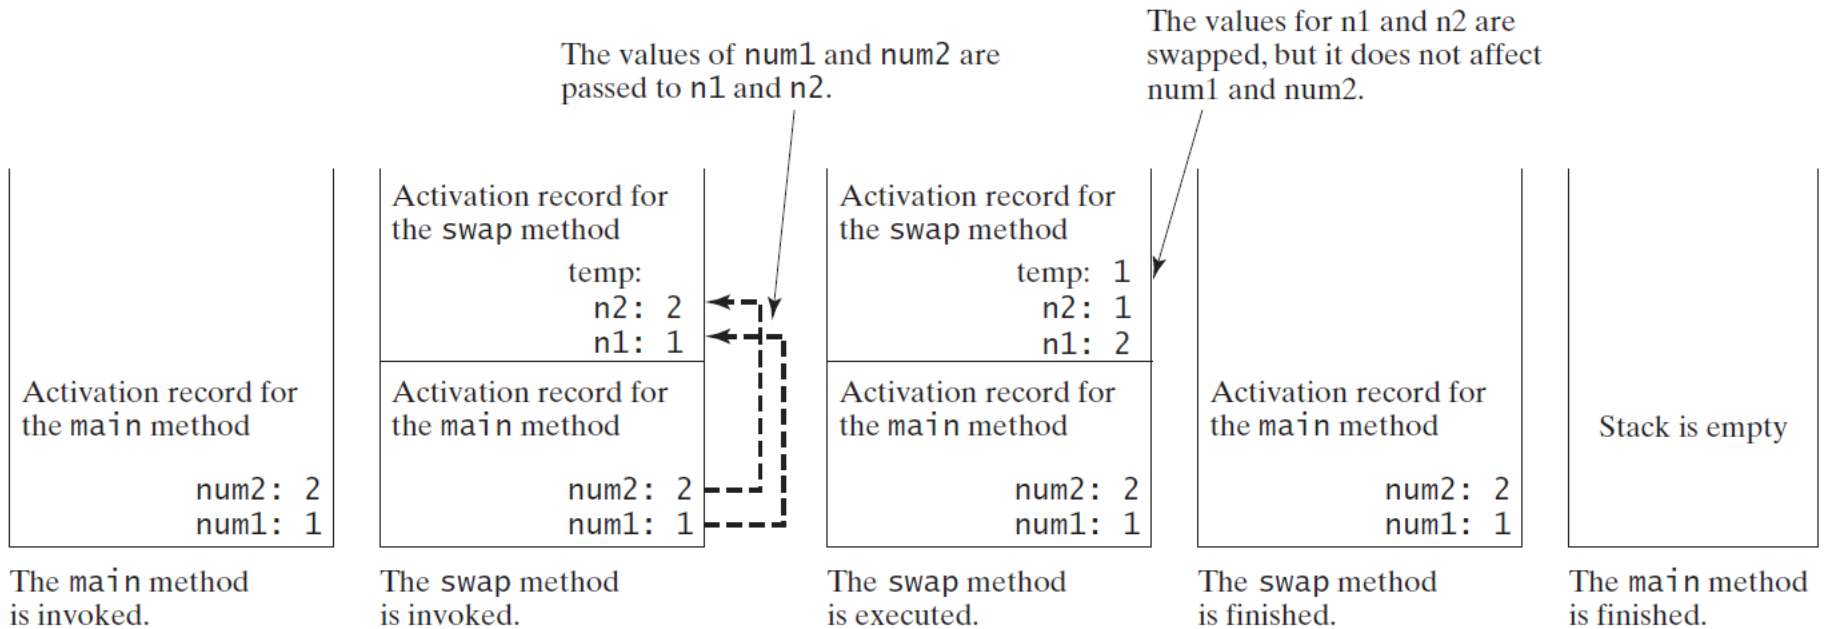 The values of num1 and num2 are
passed to n1 and n2.
The values for n1 and n2 are
swapped, but it does not affect
num1 and num2.
Activation record for
the main method
num2: 2
num1: 1
The main method
is invoked.
Activation record for
the swap method
temp:
n2: 2
n1: 1
Activation record for
the main method
num2: 2
num1: 1
The swap method
is invoked.
Activation record for
the swap method
temp: 1
n2: 1
n1: 2
Activation record for
the main method
num2: 2
num1: 1
The swap method
is executed.
Activation record for
the main method
num2: 2
num1: 1
The swap method
is finished.
Stack is empty
The main method
is finished.